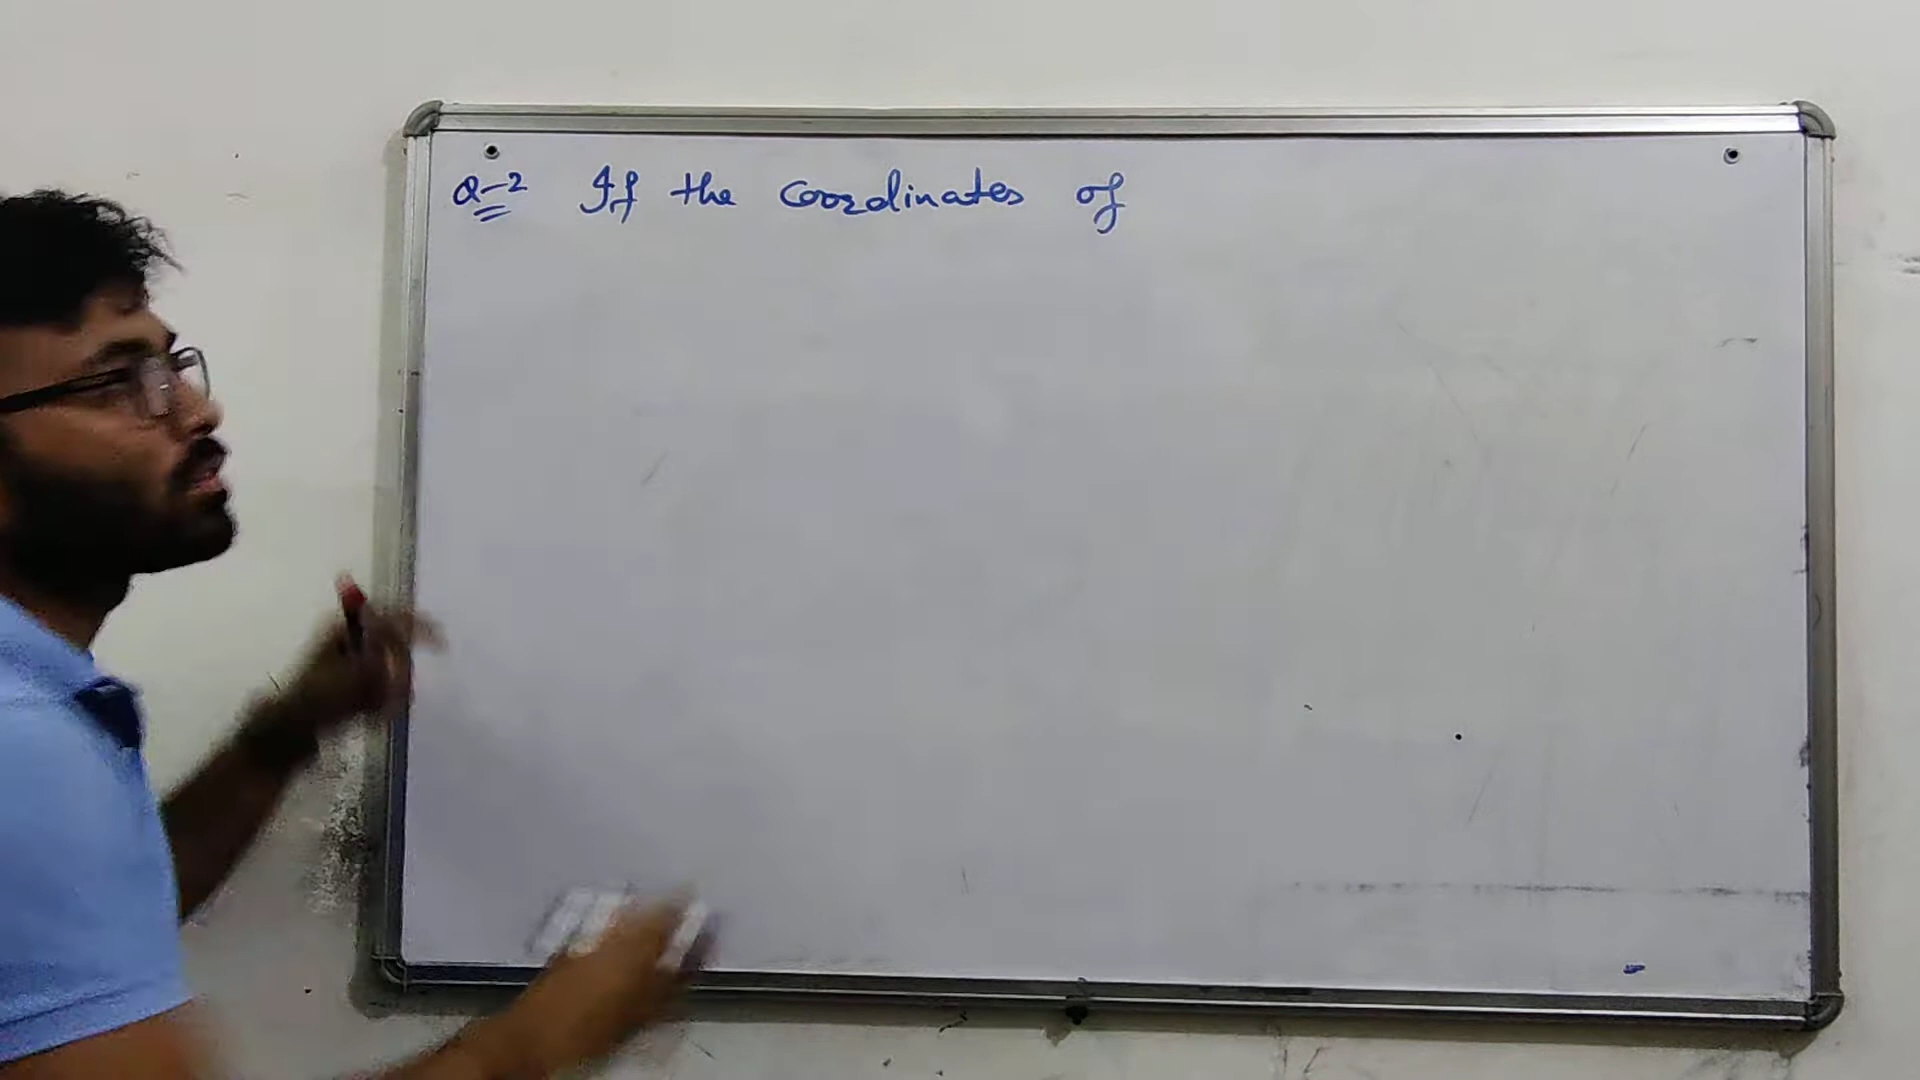 Q-2 If the coordinates of